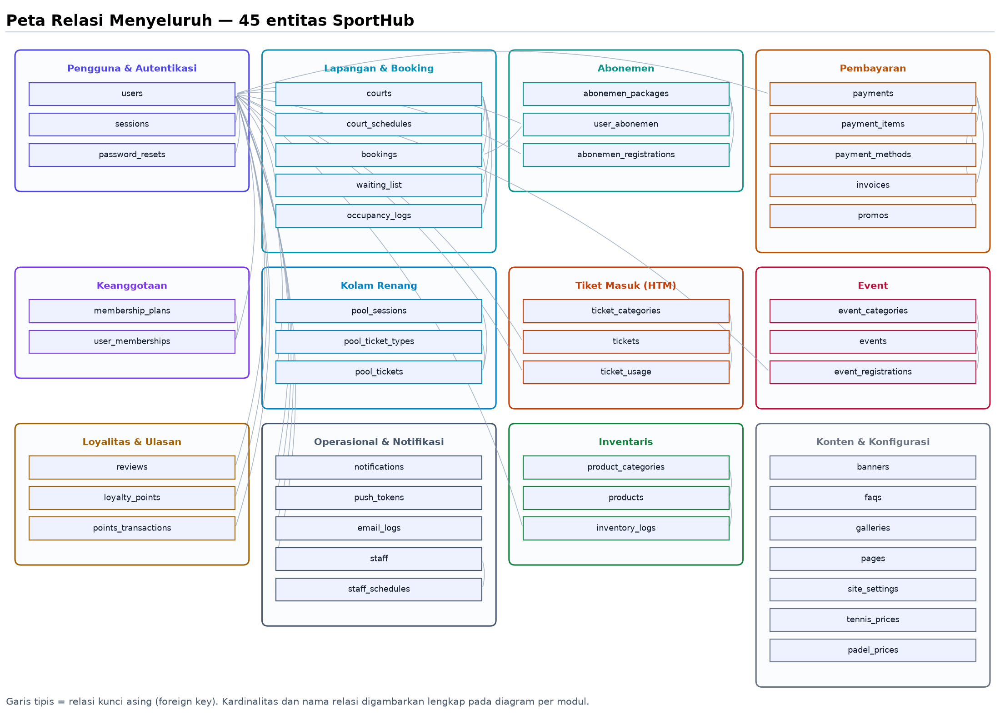 Peta Relasi Menyeluruh — 45 entitas SportHub
Pengguna & Autentikasi
users
sessions
password_resets
Lapangan & Booking
courts
court_schedules
bookings
waiting_list
occupancy_logs
Abonemen
abonemen_packages
user_abonemen
abonemen_registrations
Pembayaran
payments
payment_items
payment_methods
invoices
promos
Keanggotaan
membership_plans
user_memberships
Kolam Renang
pool_sessions
pool_ticket_types
pool_tickets
Tiket Masuk (HTM)
ticket_categories
tickets
ticket_usage
Event
event_categories
events
event_registrations
Loyalitas & Ulasan
reviews
loyalty_points
points_transactions
Operasional & Notifikasi
notifications
push_tokens
email_logs
staff
staff_schedules
Inventaris
product_categories
products
inventory_logs
Konten & Konfigurasi
banners
faqs
galleries
pages
site_settings
tennis_prices
padel_prices
Garis tipis = relasi kunci asing (foreign key). Kardinalitas dan nama relasi digambarkan lengkap pada diagram per modul.